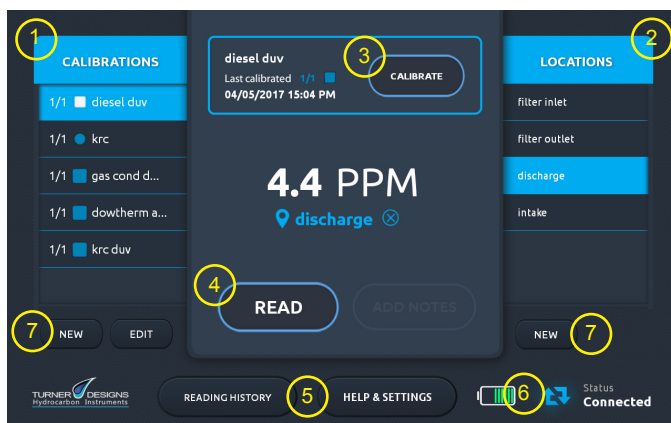 1
CALIBRATIONS
1/1 diesel duv
1/1 krc
1/1 gas cond d...
1/1 dowtherm a...
1/1 krc duv
7
NEW
EDIT
diesel duv
Last calibrated 1/1
04/05/2017 15:04 PM
3
CALIBRATE
4.4 PPM
discharge
4
READ
ADD NOTES
2
LOCATIONS
filter inlet
filter outlet
discharge
intake
NEW
7
TURNER DESIGNS
Hydrocarbon Instruments
READING HISTORY
5
HELP & SETTINGS
6
Status
Connected